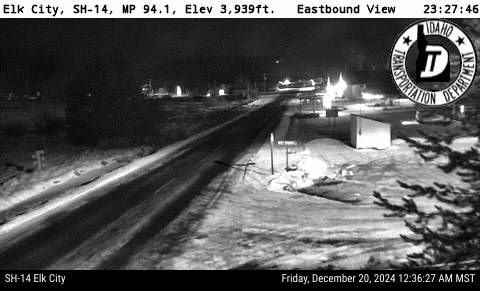 Elk City, SH-14, MP 94.1, Elev 3,939ft. Eastbound View 23:27:46
IDAHO
TRANSPORTATION DEPARTMENT
SH-14 Elk City
Friday, December 20, 2024 12:36:27 AM MST